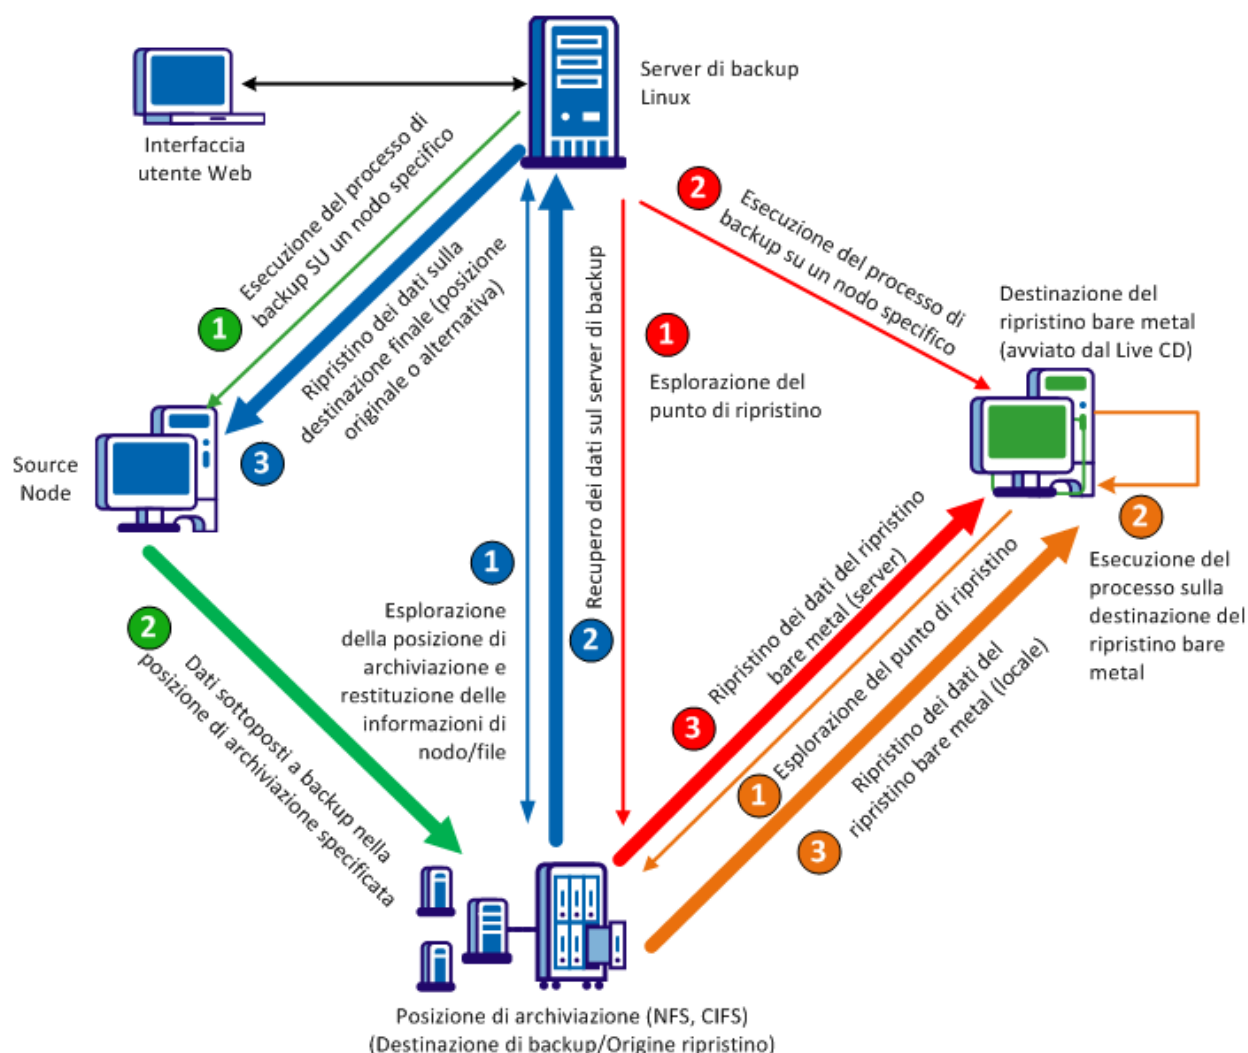 Server di backup
Linux
Interfaccia
utente Web
Esecuzione del processo di
backup SU un nodo specifico
1
Ripristino dei dati sulla
destinazione finale (posizione
originale o alternativa)
3
Source
Node
2
Dati sottoposti a backup nella
posizione di archiviazione specificata
1
Esplorazione
della posizione di
archiviazione e
restituzione delle
informazioni di
nodo/file
Recupero dei dati sul server di backup
2
2
Esecuzione del processo di
backup su un nodo specifico
1
Esplorazione del
punto di ripristino
Destinazione del
ripristino bare metal
(avviato dal Live CD)
2
Esecuzione del
processo sulla
destinazione del
ripristino bare
metal
Ripristino dei dati del ripristino
bare metal (server)
3
Esplorazione del punto di ripristino
1
Ripristino dei dati del
ripristino bare metal (locale)
3
Posizione di archiviazione (NFS, CIFS)
(Destinazione di backup/Origine ripristino)